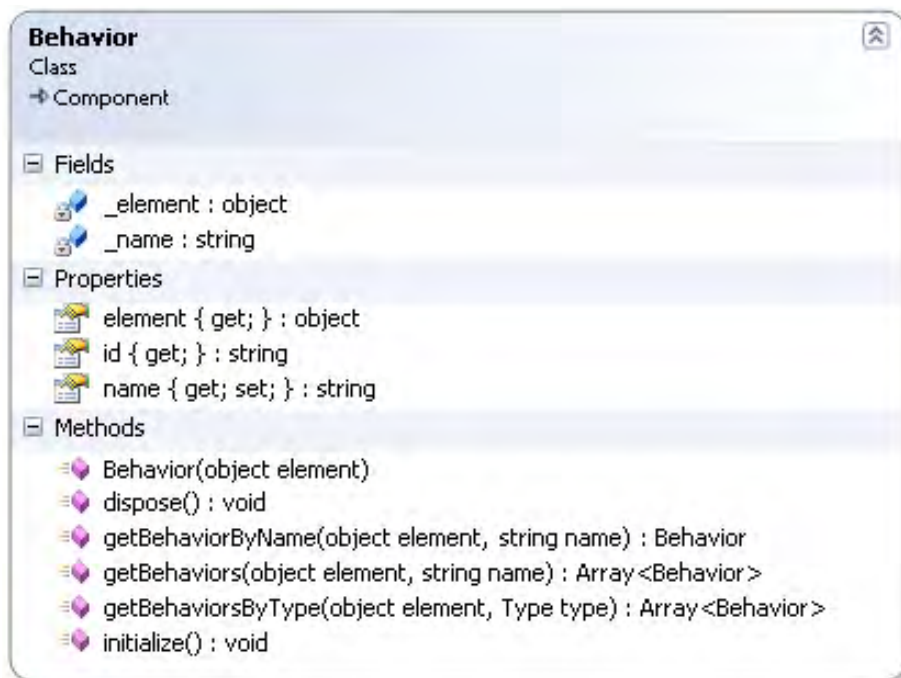 Behavior
Class
Component
Fields
_element : object
_name : string
Properties
element { get; } : object
id { get; } : string
name { get; set; } : string
Methods
Behavior(object element)
dispose() : void
getBehaviorByName(object element, string name) : Behavior
getBehaviors(object element, string name) : Array<Behavior>
getBehaviorsByType(object element, Type type) : Array<Behavior>
initialize() : void